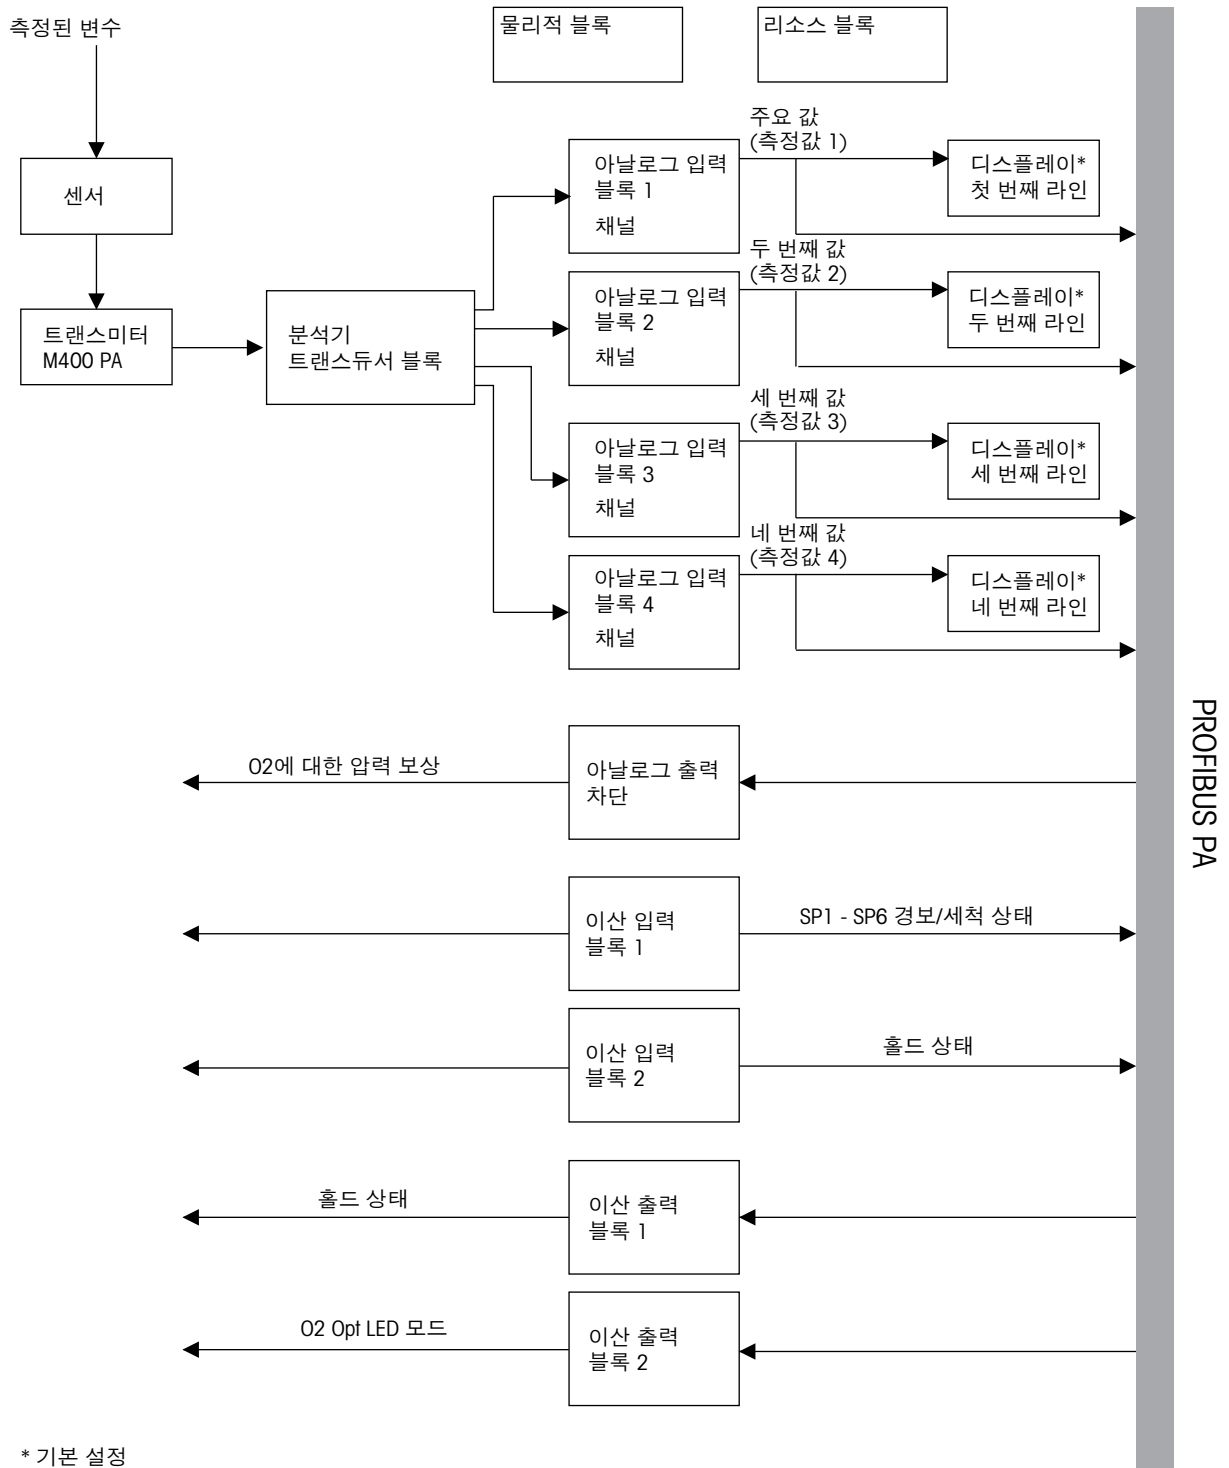 측정된 변수
물리적 블록
리소스 블록
센서
트랜스미터
M400 PA
분석기
트랜스듀서 블록
아날로그 입력
블록 1
채널
주요 값
(측정값 1)
디스플레이*
첫 번째 라인
아날로그 입력
블록 2
채널
두 번째 값
(측정값 2)
디스플레이*
두 번째 라인
아날로그 입력
블록 3
채널
세 번째 값
(측정값 3)
디스플레이*
세 번째 라인
아날로그 입력
블록 4
채널
네 번째 값
(측정값 4)
디스플레이*
네 번째 라인
PROFIBUS PA
O2에 대한 압력 보상
아날로그 출력
차단
이산 입력
블록 1
SP1 - SP6 경보/세척 상태
이산 입력
블록 2
홀드 상태
홀드 상태
이산 출력
블록 1
O2 Opt LED 모드
이산 출력
블록 2
* 기본 설정